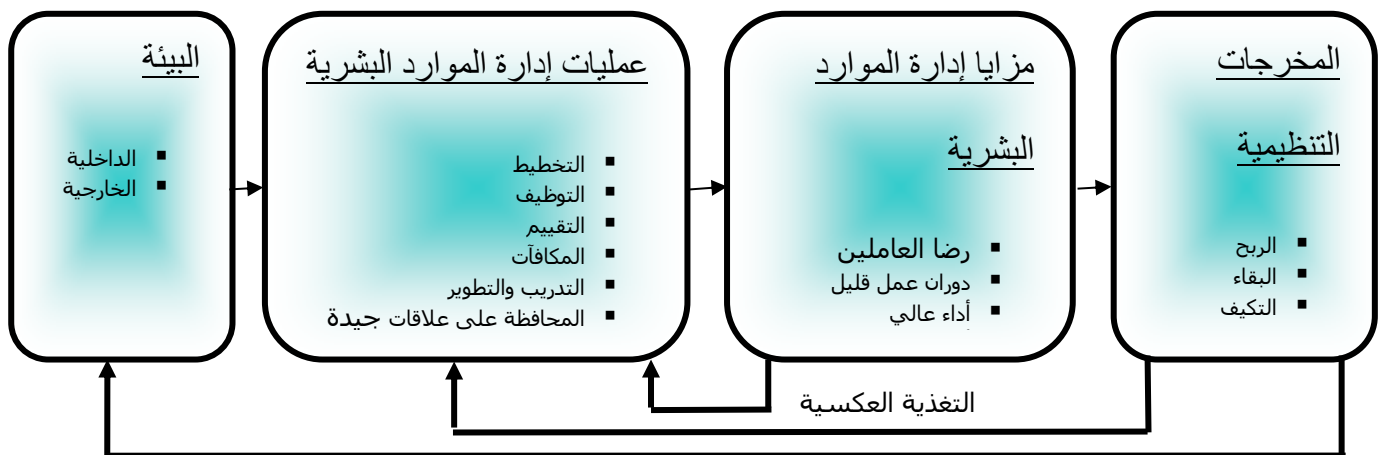 البيئة
الداخلية
الخارجية
عمليات إدارة الموارد البشرية
التخطيط
التوظيف
التقييم
المكافآت
التدريب والتطوير
المحافظة على علاقات جيدة
مزايا إدارة الموارد
البشرية
رضا العاملين
دوران عمل قليل
أداء عالي
المخرجات
التنظيمية
الربح
البقاء
التكيف
التغذية العكسية